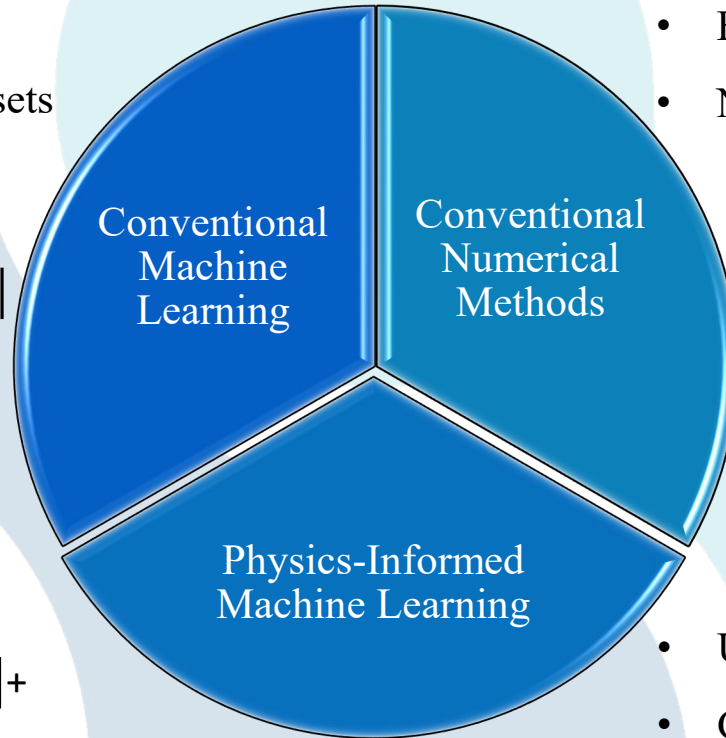 sets
Conventional
Machine
Learning
Conventional
Numerical
Methods
|
Physics-Informed
Machine Learning
|+